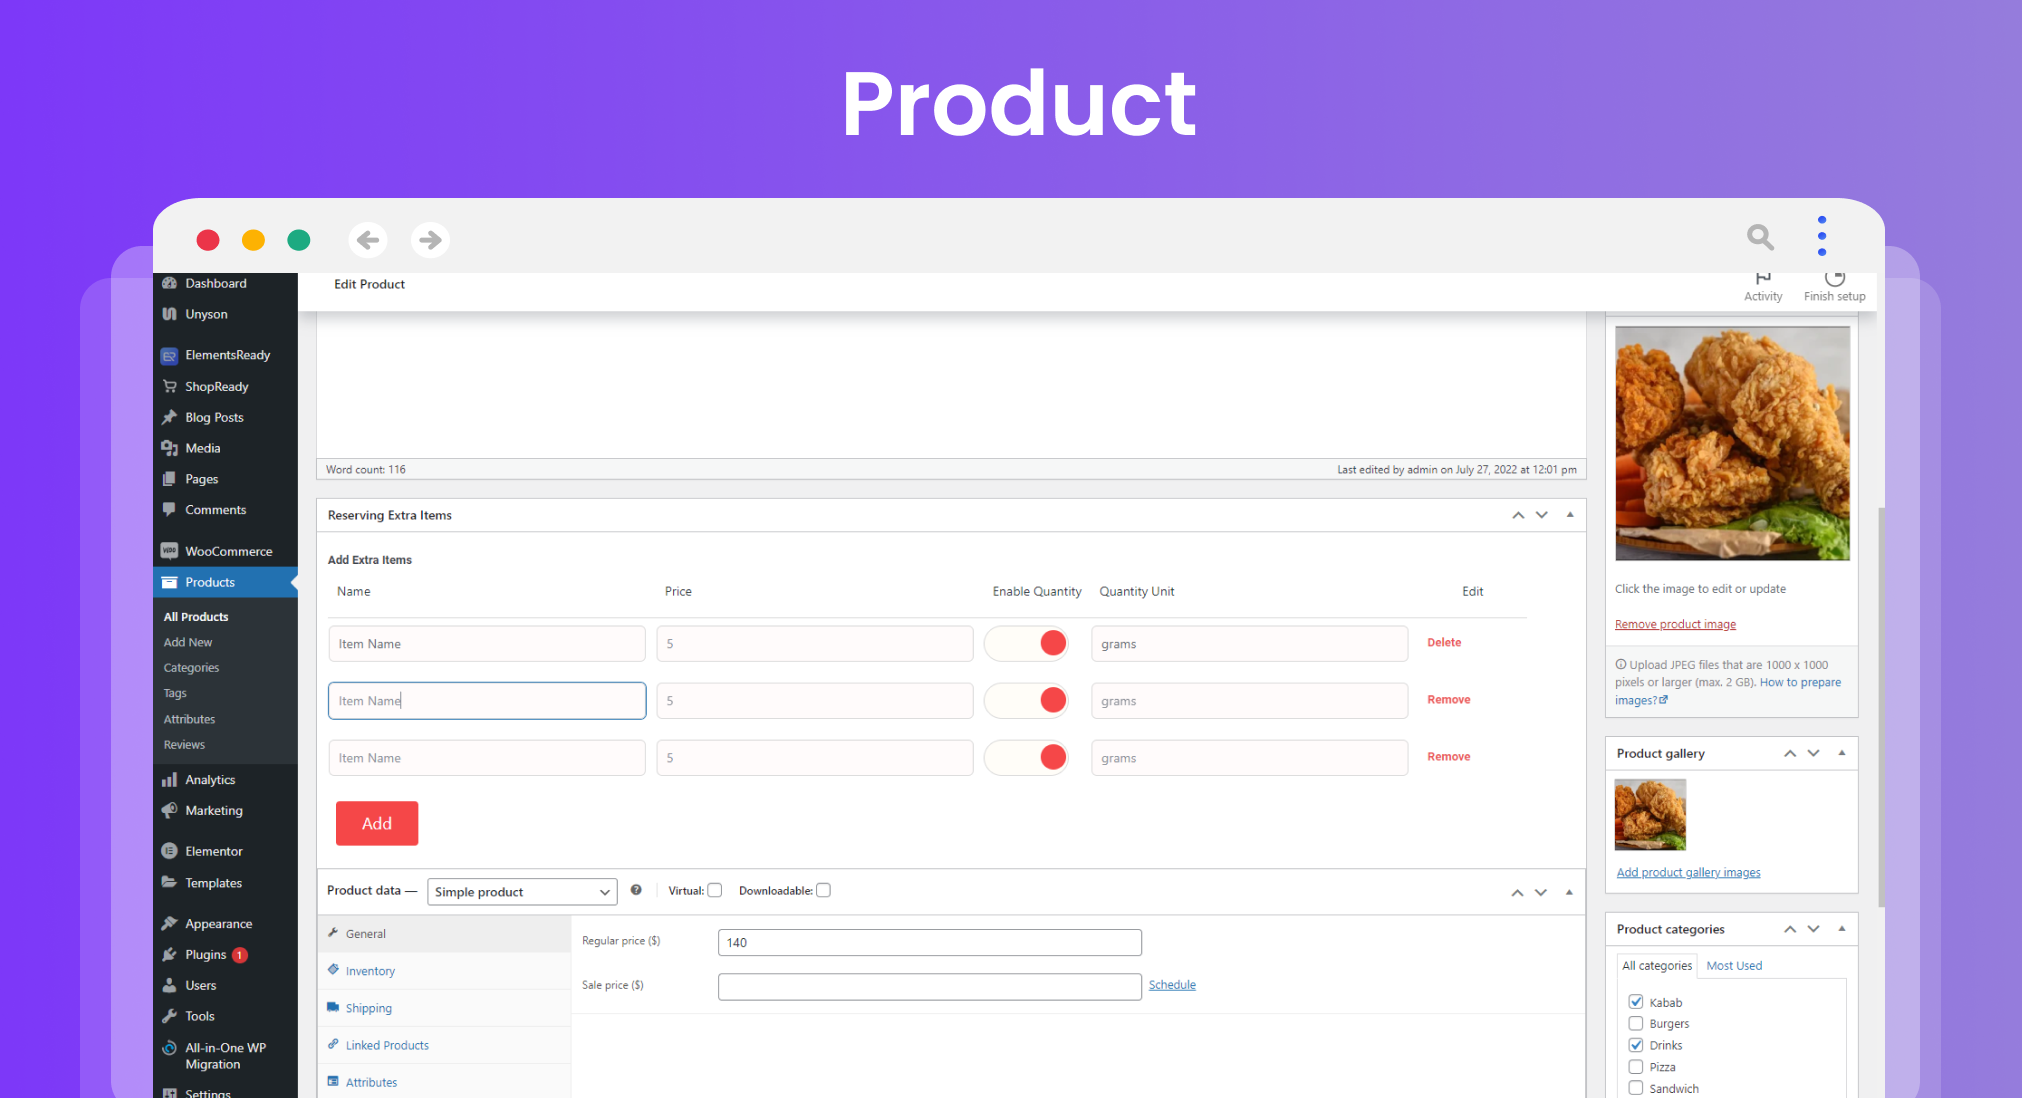 Product
Dashboard
Unyson
ElementsReady
ShopReady
Blog Posts
Media
Pages
Comments
WooCommerce
Products
All Products
Add New
Categories
Tags
Attributes
Reviews
Analytics
Marketing
Elementor
Templates
Appearance
Plugins 1
Users
Tools
All-in-One WP
Migration
Settings
Edit Product
Activity
Finish setup
Word count: 116
Last edited by admin on July 27, 2022 at 12:01 pm
Reserving Extra Items
Add Extra Items
Name Price Enable Quantity Quantity Unit Edit
Item Name 5 grams Delete
Item Name 5 grams Remove
Item Name 5 grams Remove
Add
Product data — Simple product Virtual: Downloadable:
General
Inventory
Shipping
Linked Products
Attributes
Regular price ($) 140
Sale price ($) Schedule
Click the image to edit or update
Remove product image
Upload JPEG files that are 1000 x 1000
pixels or larger (max. 2 GB). How to prepare
images?
Product gallery
Add product gallery images
Product categories
All categories Most Used
Kabab
Burgers
Drinks
Pizza
Sandwich